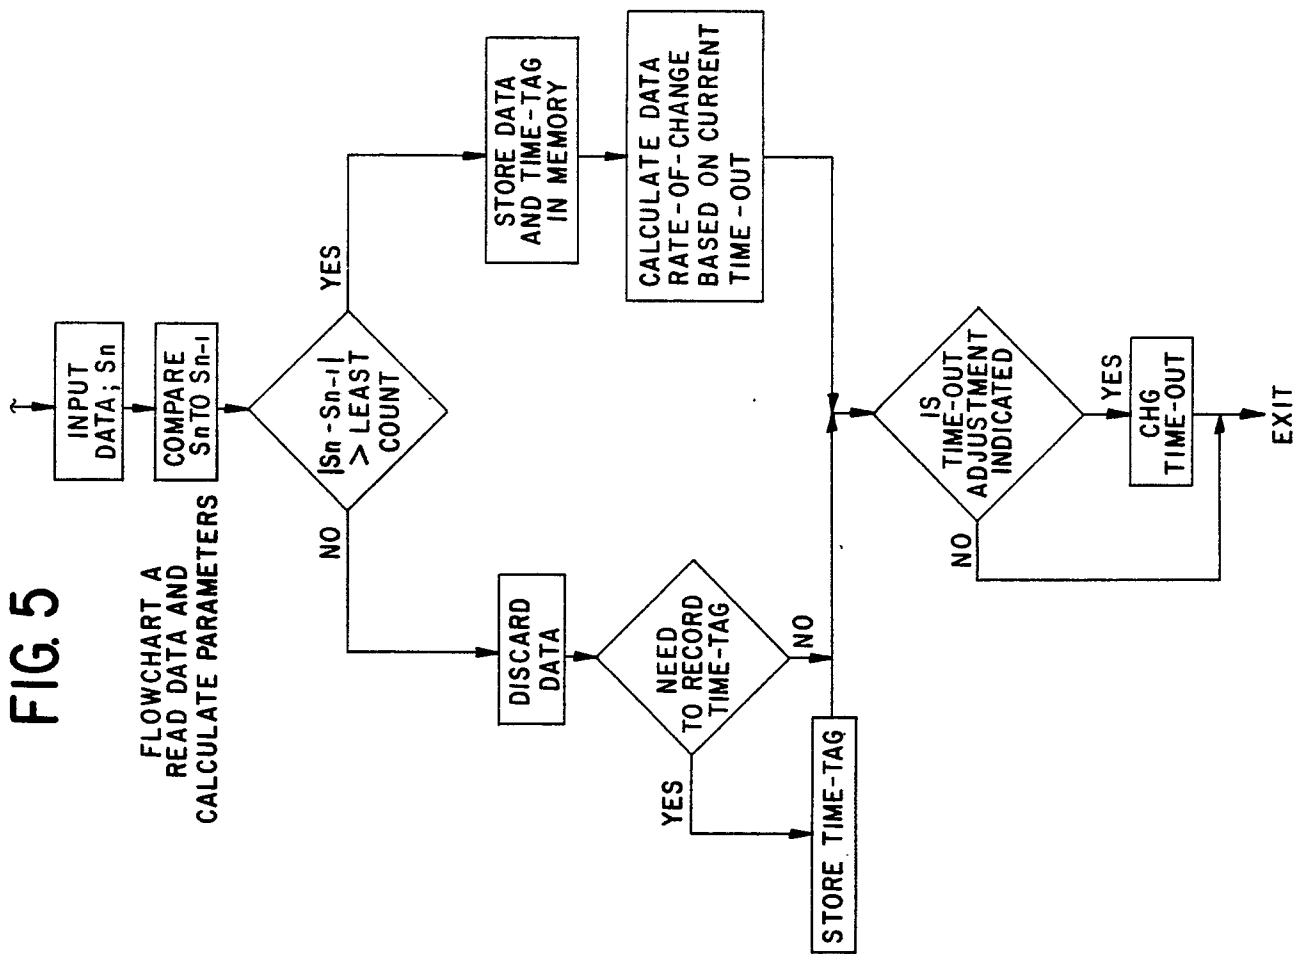 FIG. 5
FLOWCHART A
READ DATA AND
CALCULATE PARAMETERS
INPUT
DATA; Sn
COMPARE
Sn TO Sn-1
|Sn-Sn-1|
> LEAST
COUNT
NO
YES
DISCARD
DATA
STORE DATA
AND TIME-TAG
IN MEMORY
NEED
TO RECORD
TIME-TAG
YES
NO
CALCULATE DATA
RATE-OF-CHANGE
BASED ON CURRENT
TIME-OUT
STORE TIME-TAG
IS
TIME-OUT
ADJUSTMENT
INDICATED
NO
YES
CHG
TIME-OUT
EXIT